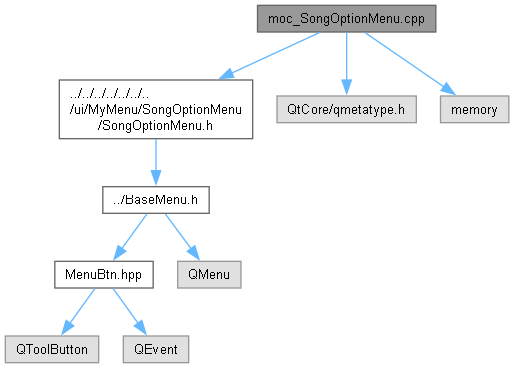 moc_SongOptionMenu.cpp
../../../../../../..
/ui/MyMenu/SongOptionMenu
/SongOptionMenu.h
QtCore/qmetatype.h
memory
../BaseMenu.h
MenuBtn.hpp
QMenu
QToolButton
QEvent